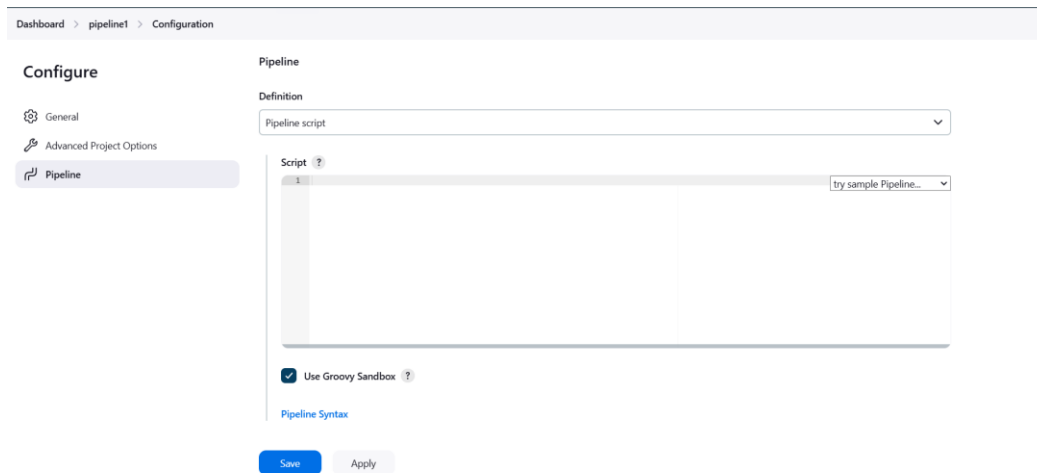 Dashboard > pipeline1 > Configuration
Configure
General
Advanced Project Options
Pipeline
Pipeline
Definition
Pipeline script
Script ?
1
try sample Pipeline...
Use Groovy Sandbox ?
Pipeline Syntax
Save Apply